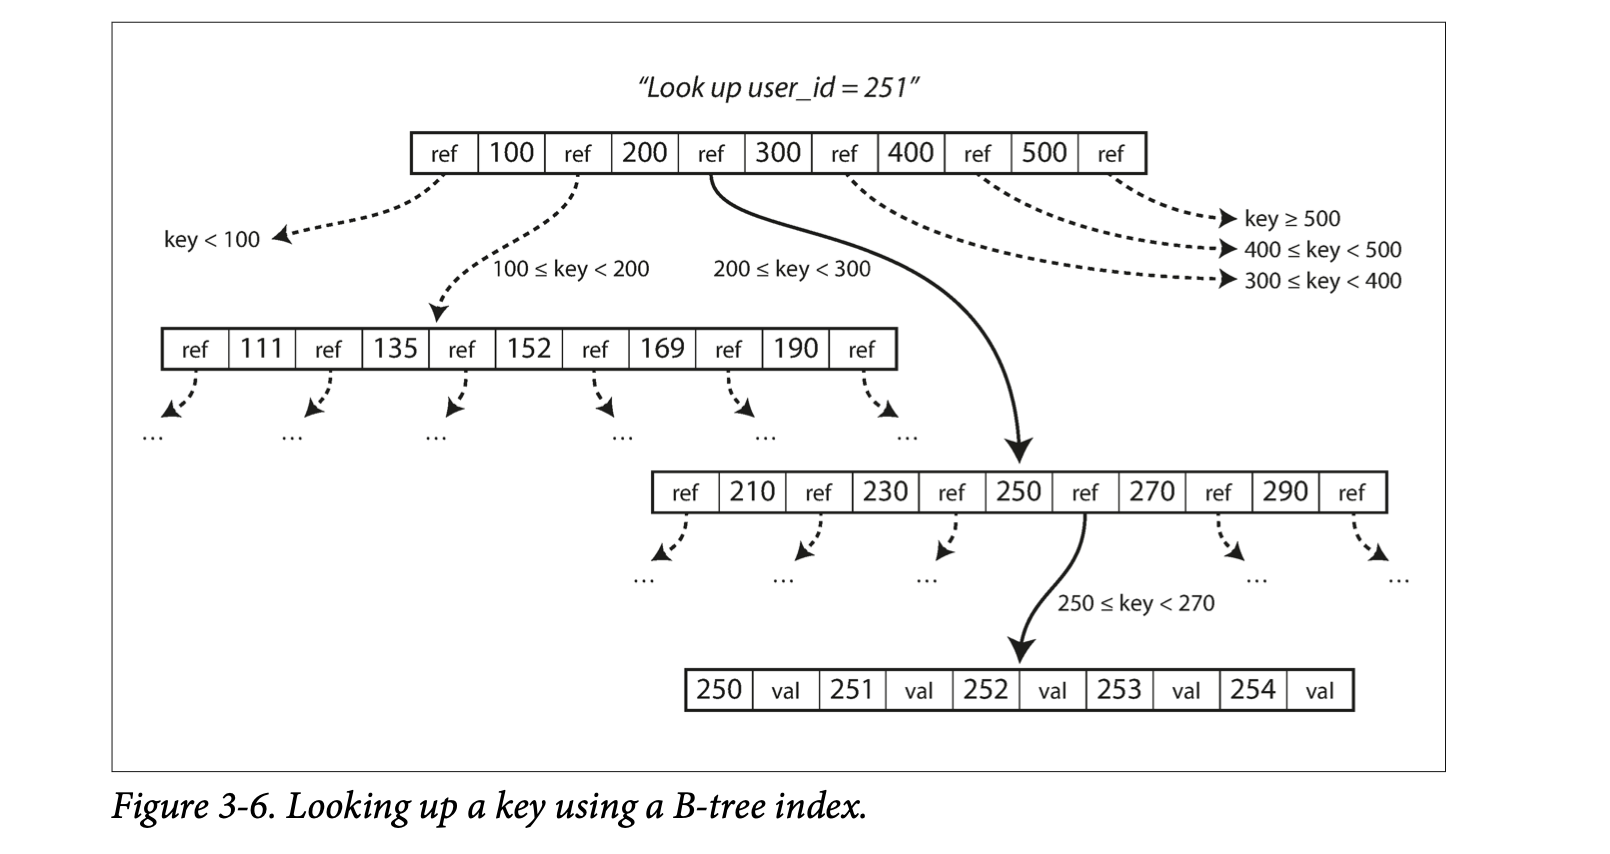 “Look up user_id = 251”
ref 100 ref 200 ref 300 ref 400 ref 500 ref
key < 100
100 ≤ key < 200
200 ≤ key < 300
key ≥ 500
400 ≤ key < 500
300 ≤ key < 400
ref 111 ref 135 ref 152 ref 169 ref 190 ref
... ... ... ... ... ...
ref 210 ref 230 ref 250 ref 270 ref 290 ref
... ... ... ... ...
250 ≤ key < 270
250 val 251 val 252 val 253 val 254 val
Figure 3-6. Looking up a key using a B-tree index.